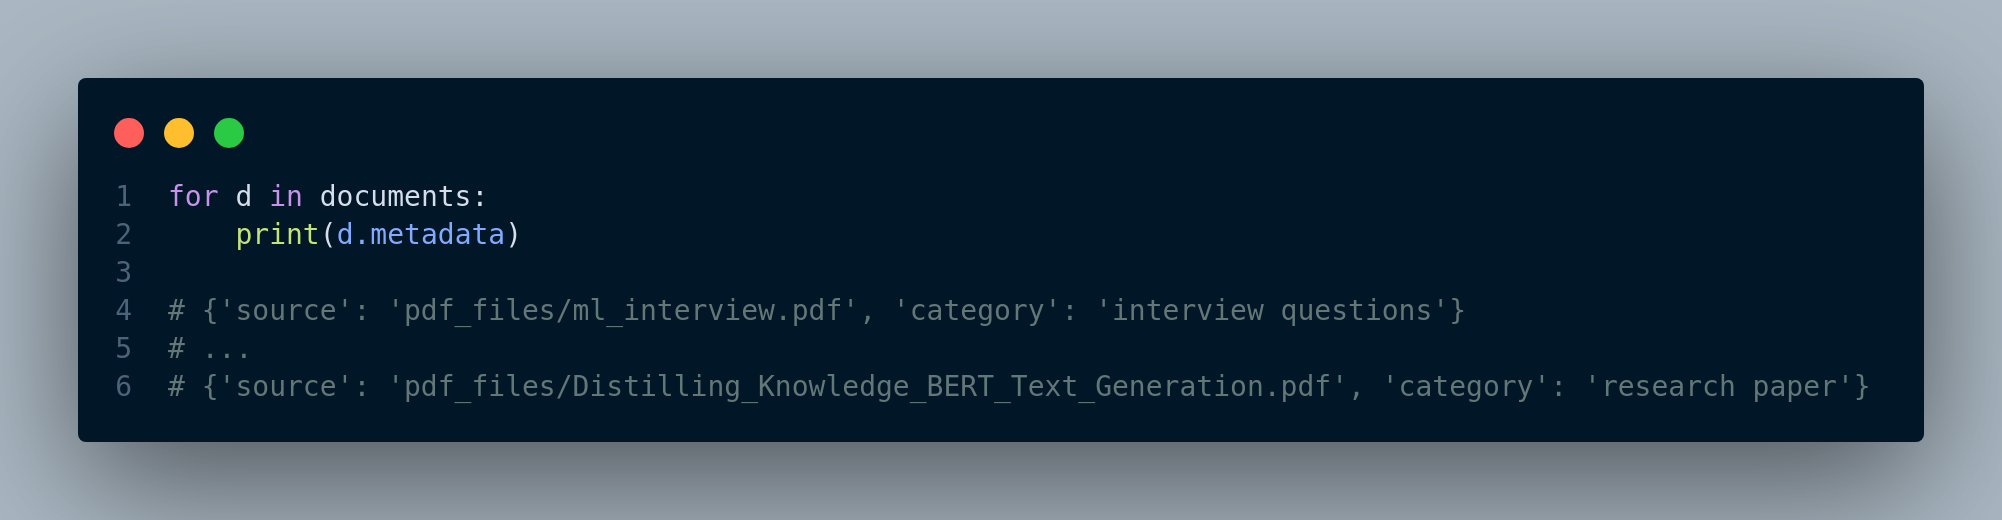 1 for d in documents:
2     print(d.metadata)
3
4 # {'source': 'pdf_files/ml_interview.pdf', 'category': 'interview questions'}
5 # ...
6 # {'source': 'pdf_files/Distilling_Knowledge_BERT_Text_Generation.pdf', 'category': 'research paper'}